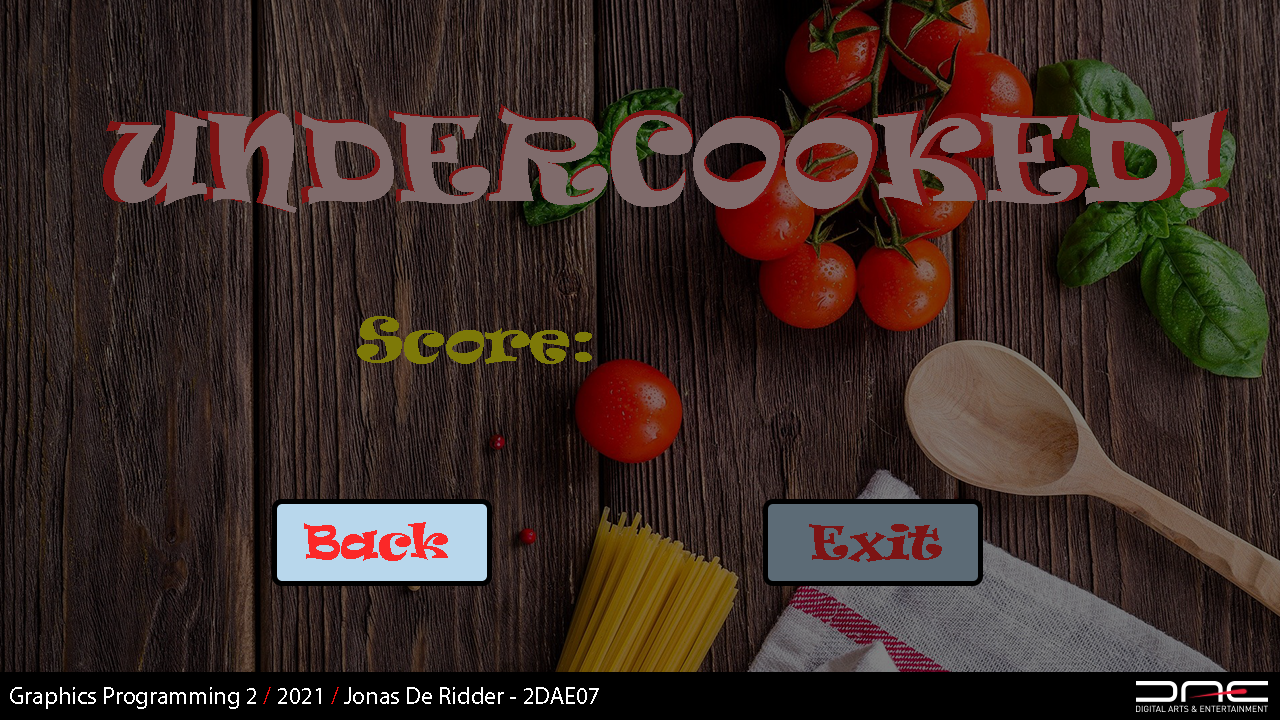 UNDERCOOKED!
Score:
Back
Exit
Graphics Programming 2 / 2021 / Jonas De Ridder - 2DAE07
DAE
DIGITAL ARTS & ENTERTAINMENT